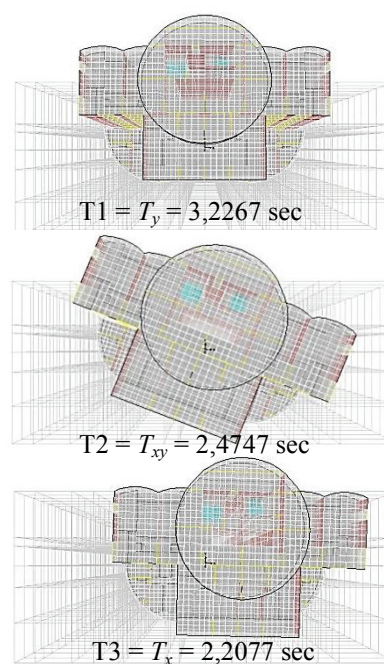 T1 = Ty = 3,2267 sec
T2 = Txy = 2,4747 sec
T3 = Tx = 2,2077 sec